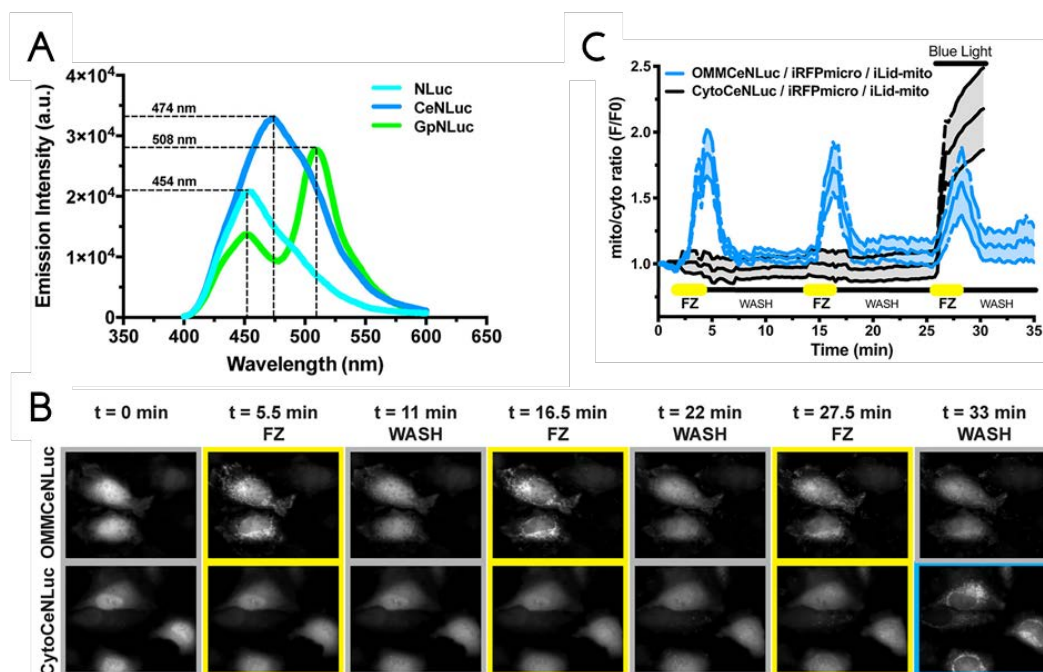 A
4×10⁴
3×10⁴
2×10⁴
1×10⁴
0
Emission Intensity (a.u.)
474 nm
508 nm
454 nm
NLuc
CeNLuc
GpNLuc
350 400 450 500 550 600 650
Wavelength (nm)
C
Blue Light
2.5
2.0
1.5
1.0
mito/cyto ratio (F/F0)
OMMCeNLuc / iRFPmicro / iLid-mito
CytoCeNLuc / iRFPmicro / iLid-mito
FZ WASH FZ WASH FZ WASH
0 5 10 15 20 25 30 35
Time (min)
B
t = 0 min t = 5.5 min t = 11 min t = 16.5 min t = 22 min t = 27.5 min t = 33 min
FZ WASH FZ WASH FZ WASH
OMMCeNLuc
CytoCeNLuc